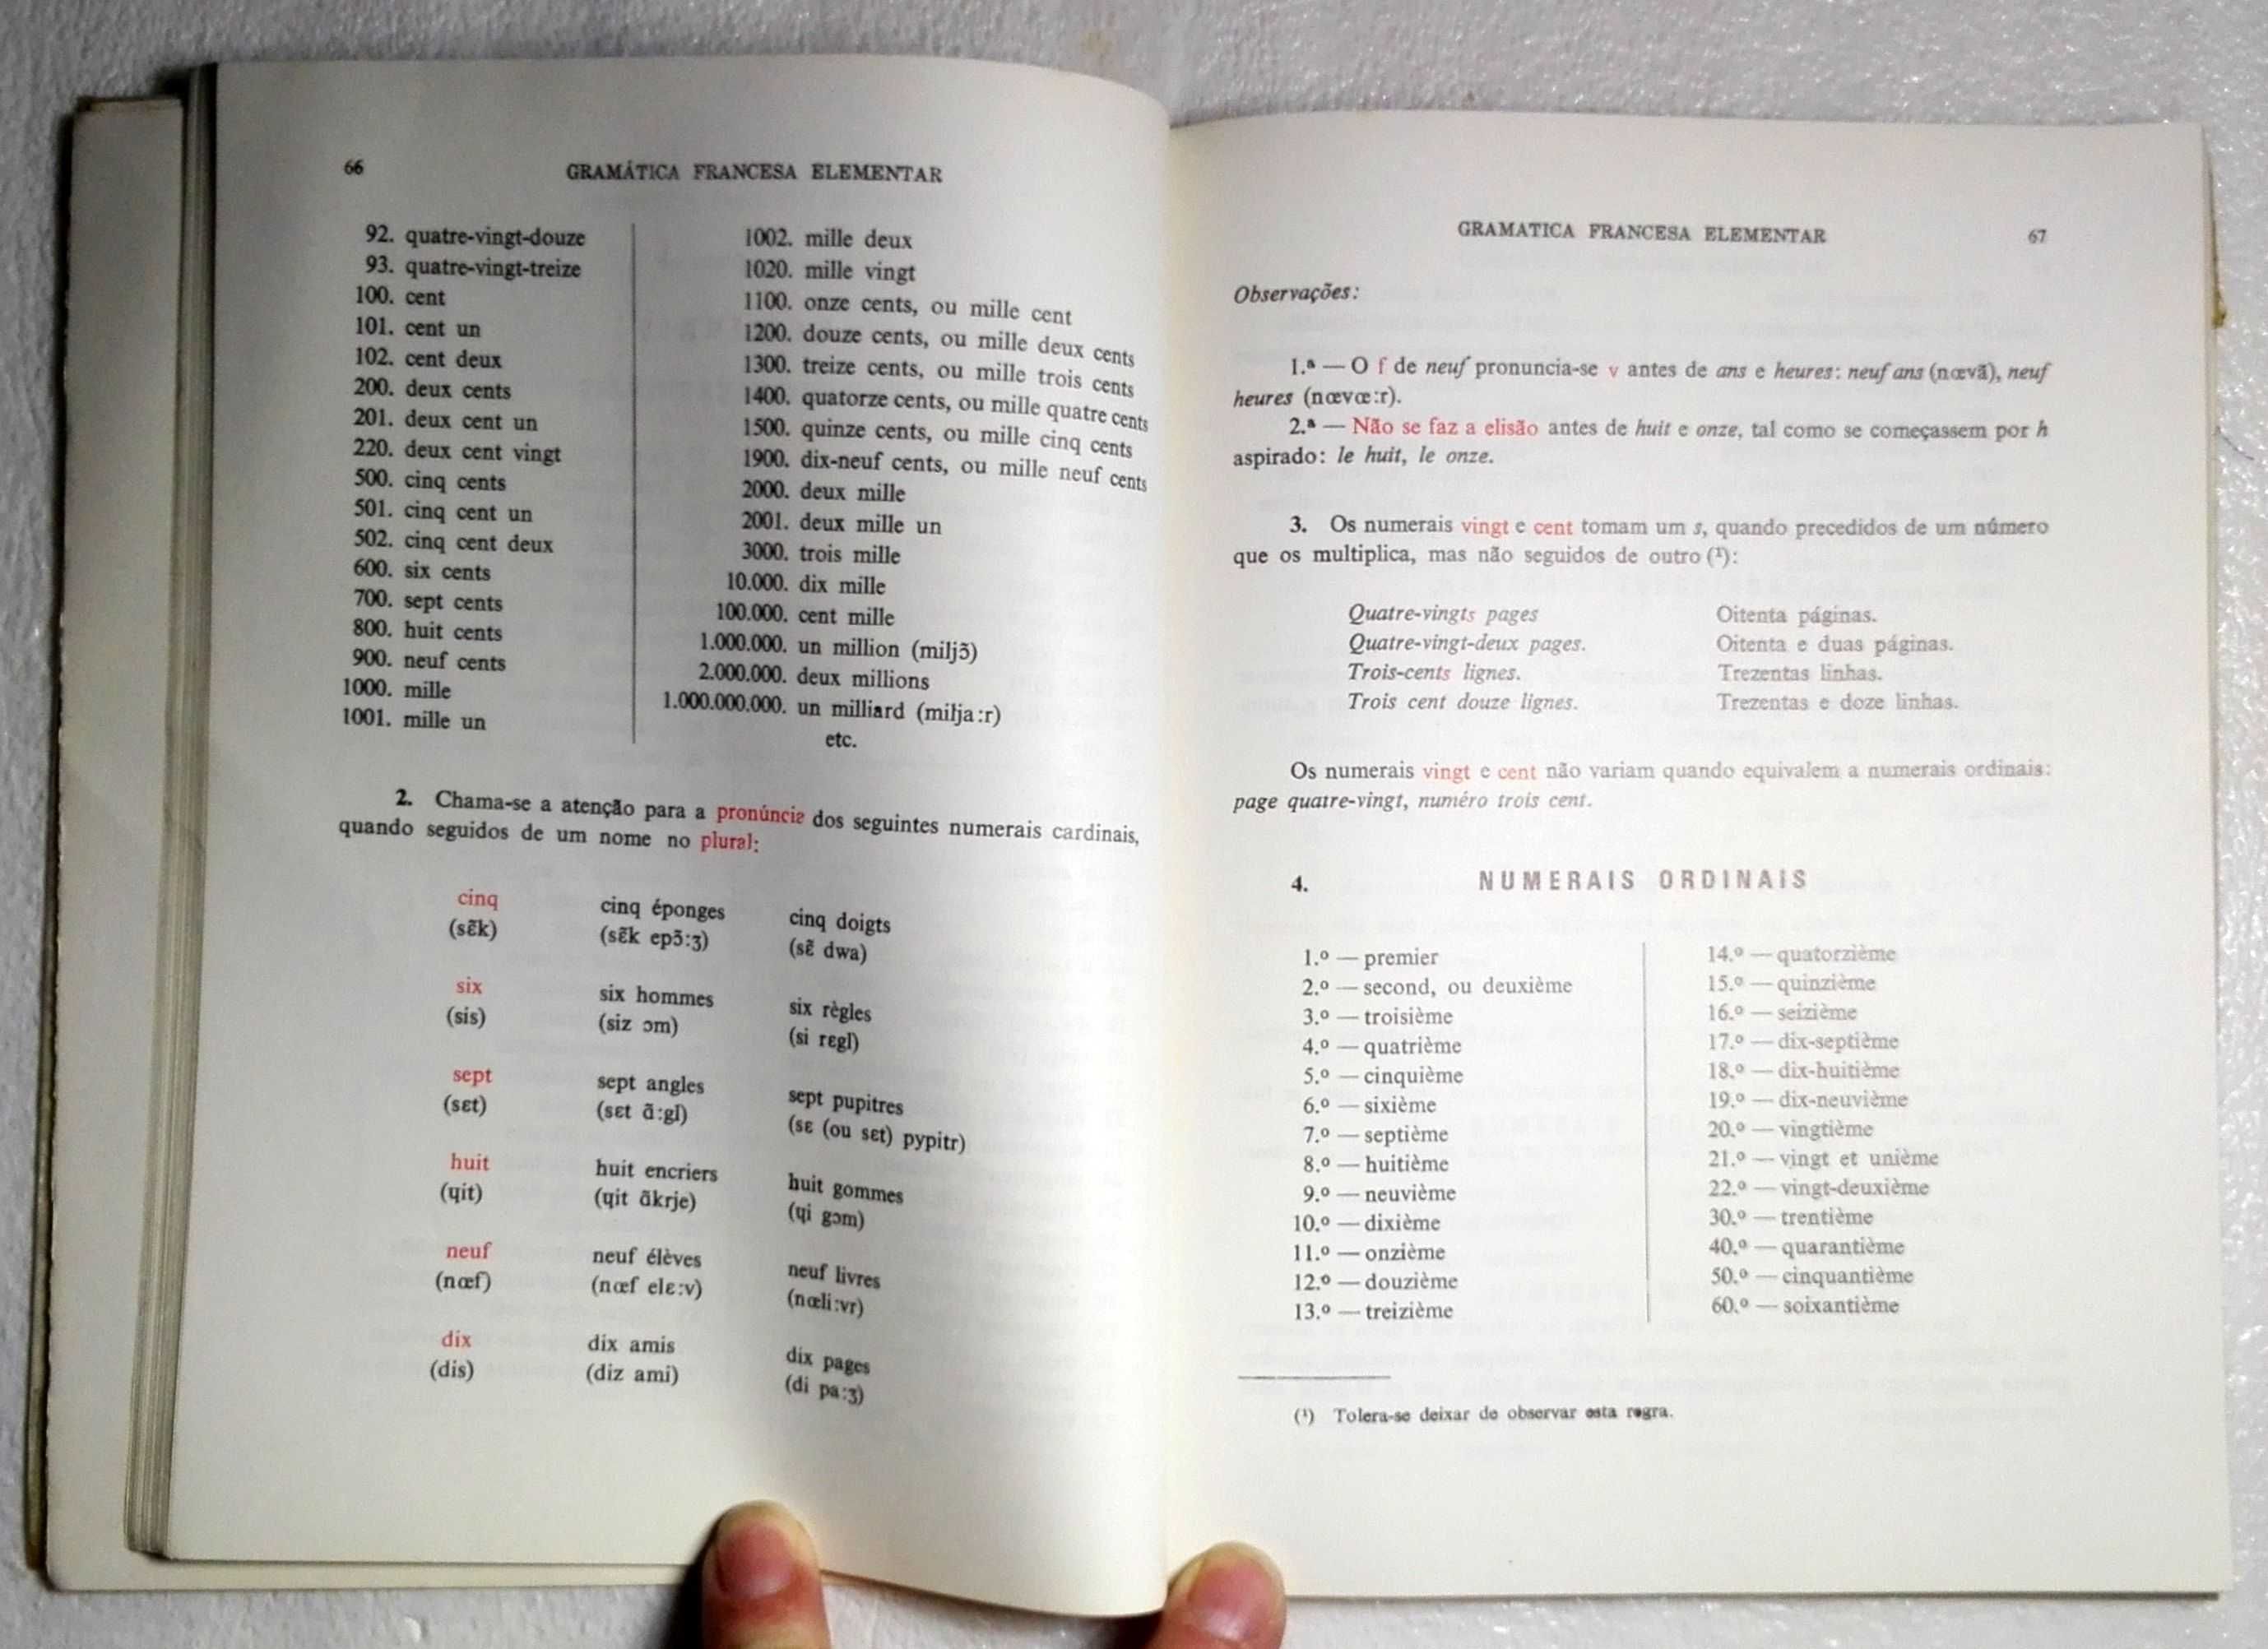 66
GRAMÁTICA FRANCESA ELEMENTAR
92. quatre-vingt-douze
93. quatre-vingt-treize
100. cent
101. cent un
102. cent deux
200. deux cents
201. deux cent un
220. deux cent vingt
500. cinq cents
501. cinq cent un
502. cinq cent deux
600. six cents
700. sept cents
800. huit cents
900. neuf cents
1000. mille
1001. mille un
1002. mille deux
1020. mille vingt
1100. onze cents, ou mille cent
1200. douze cents, ou mille deux cents
1300. treize cents, ou mille trois cents
1400. quatorze cents, ou mille quatre cents
1500. quinze cents, ou mille cinq cents
1900. dix-neuf cents, ou mille neuf cents
2000. deux mille
2001. deux mille un
3000. trois mille
10.000. dix mille
100.000. cent mille
1.000.000. un million (miljɔ̃)
2.000.000. deux millions
1.000.000.000. un milliard (milja:r)
etc.
2. Chama-se a atenção para a pronúncia dos seguintes numerais cardinais,
quando seguidos de um nome no plural:
cinq cinq éponges cinq doigts
(sɛ̃k) (sɛ̃k epɔ̃:ʒ) (sɛ̃ dwa)
six six hommes six règles
(sis) (siz ɔm) (si rɛgl)
sept sept angles sept pupitres
(sɛt) (sɛt ã:gl) (sɛ (ou sɛt) pypitr)
huit huit encriers huit gommes
(ɥit) (ɥit ãkrje) (ɥi gɔm)
neuf neuf élèves neuf livres
(nœf) (nœf elɛ:v) (nœli:vr)
dix dix amis dix pages
(dis) (diz ami) (di pa:ʒ)
GRAMATICA FRANCESA ELEMENTAR
67
Observações:
1.ª — O f de neuf pronuncia-se v antes de ans e heures: neuf ans (nœvã), neuf
heures (nœvœ:r).
2.ª — Não se faz a elisão antes de huit e onze, tal como se começassem por h
aspirado: le huit, le onze.
3. Os numerais vingt e cent tomam um s, quando precedidos de um número
que os multiplica, mas não seguidos de outro (¹):
Quatre-vingts pages Oitenta páginas.
Quatre-vingt-deux pages. Oitenta e duas páginas.
Trois-cents lignes. Trezentas linhas.
Trois cent douze lignes. Trezentas e doze linhas.
Os numerais vingt e cent não variam quando equivalem a numerais ordinais:
page quatre-vingt, numéro trois cent.
4. NUMERAIS ORDINAIS
1.º — premier
2.º — second, ou deuxième
3.º — troisième
4.º — quatrième
5.º — cinquième
6.º — sixième
7.º — septième
8.º — huitième
9.º — neuvième
10.º — dixième
11.º — onzième
12.º — douzième
13.º — treizième
14.º — quatorzième
15.º — quinzième
16.º — seizième
17.º — dix-septième
18.º — dix-huitième
19.º — dix-neuvième
20.º — vingtième
21.º — vingt et unième
22.º — vingt-deuxième
30.º — trentième
40.º — quarantième
50.º — cinquantième
60.º — soixantième
(¹) Tolera-se deixar de observar esta regra.